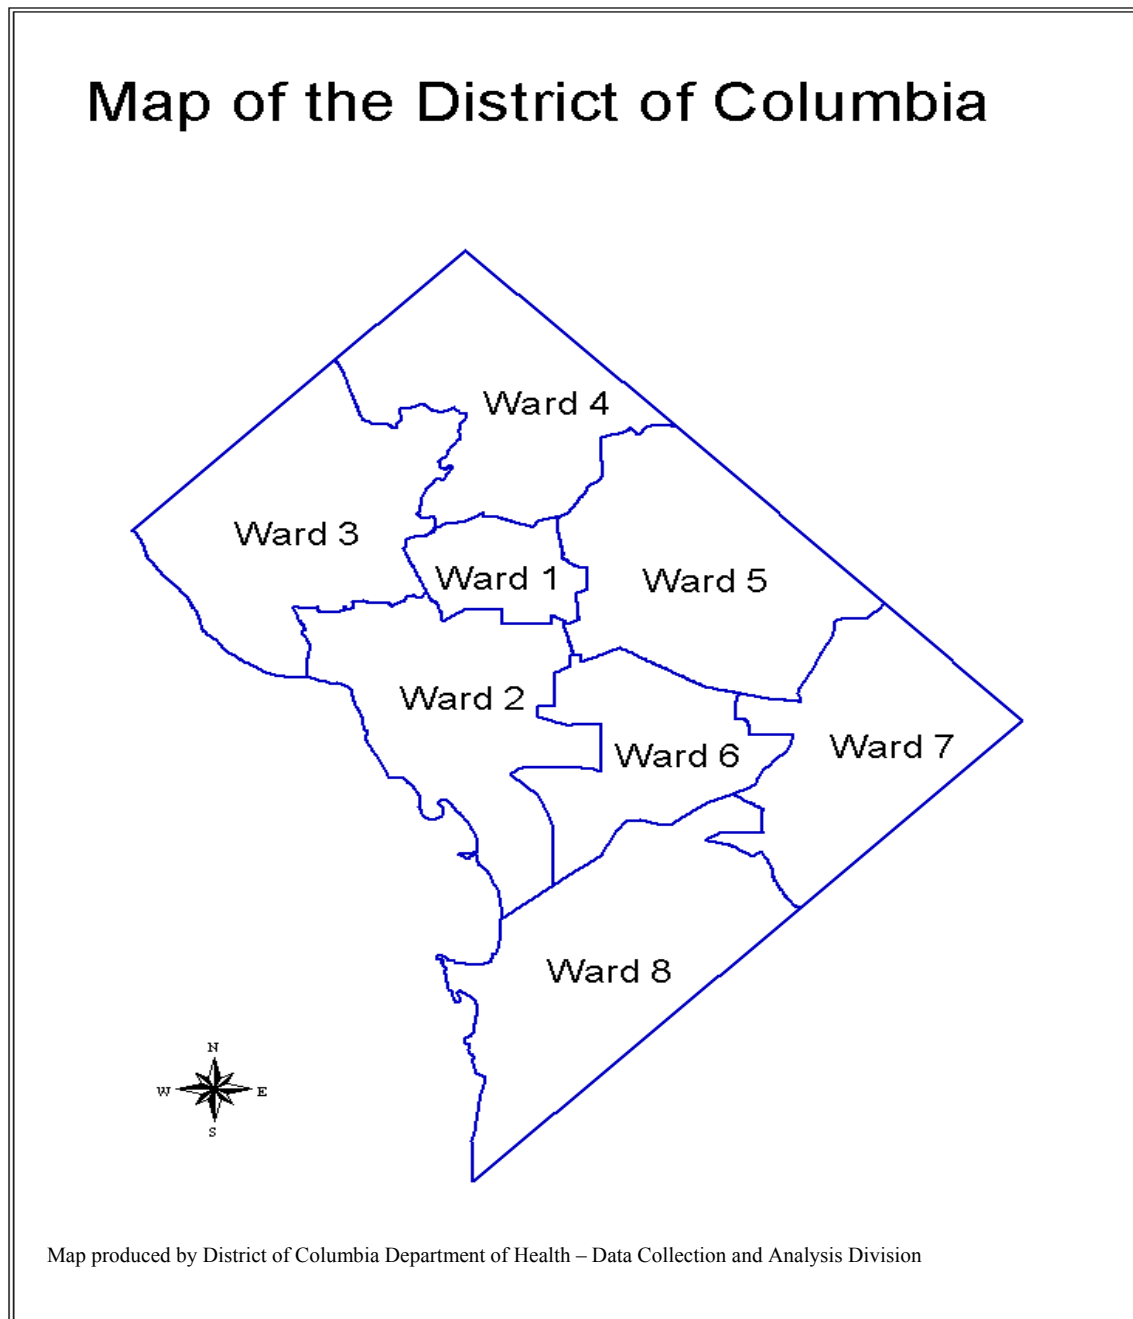 Map of the District of Columbia
Ward 4
Ward 3
Ward 1
Ward 5
Ward 2
Ward 6
Ward 7
Ward 8
N
W E
S
Map produced by District of Columbia Department of Health – Data Collection and Analysis Division